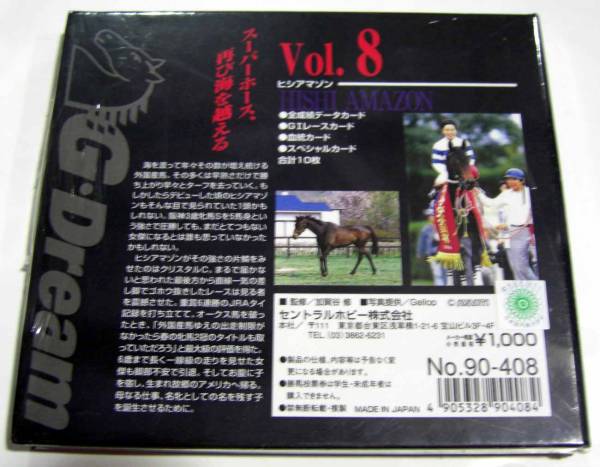 G·Dream
スーパーホース、
再び海を越える
Vol. 8
ヒシアマゾン
HISHI AMAZON
●全成績データカード
●GIレースカード
●血統カード
●スペシャルカード
合計10枚
海を渡って年々その数が増え続ける
外国産馬。その多くは早熟さだけで勝
ち上がり早々とターフを去っていく。も
しかしたらデビューした頃のヒシアマゾ
ンもそんな目で見られていた1頭かも
しれない。阪神3歳牝馬Sを5馬身とい
う強さで圧勝しても、まだとてつもない
女傑になるとは誰も思っていなかった
かもしれない。
ヒシアマゾンがその強さの片鱗をみ
せたのはクリスタルC。まるで届かな
いと思われた最後方から直線一気の差
し脚でゴボウ抜きしたレースは見る者
を震撼させた。重賞6連勝のJRAタイ
記録を打ち立てて、オークス馬を破っ
たとき、「外国産馬ゆえの出走制限が
なかったら春の牝馬2冠のタイトルも取
っていただろう」と最大級の評価を得た。
6歳まで長く一線級の走りを見せた女
傑も脚部不安で引退。そしてお腹に子
を宿し、生まれ故郷のアメリカへ帰る。
母なる仕事、名牝としての名を残す子
を誕生させるために。
■監修/加賀谷 修 ■写真提供/Gallop
セントラルホビー株式会社
本社/〒111 東京都台東区浅草橋1-21-6 宝山ビル3F·4F
TEL.(03)3862-6231
メーカー希望
小売価格
¥1,000
●製品の仕様、内容等は予告なく変
更になる場合があります。
●勝馬投票券は学生・未成年者は
購入できません。
●禁無断転載・複製 MADE IN JAPAN
No.90-408
4 905328 904084